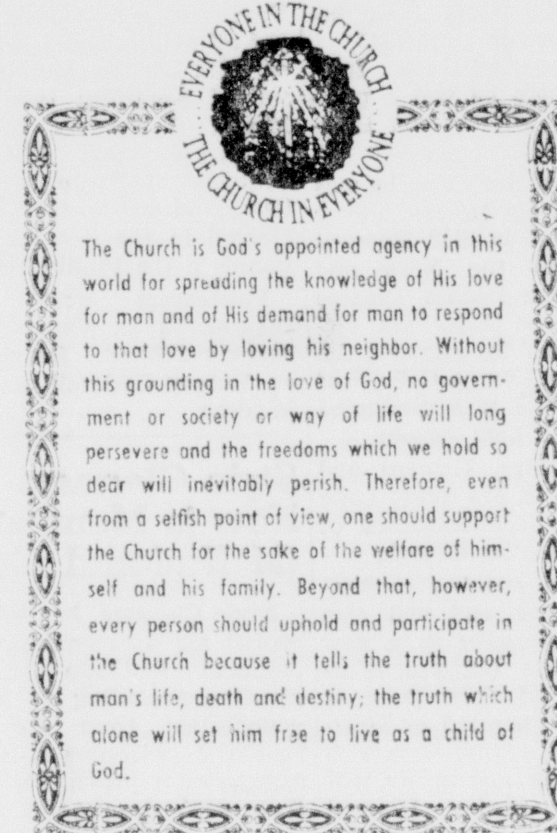 EVERYONE IN THE CHURCH
THE CHURCH IN EVERYONE
The Church is God's appointed agency in this
world for spreading the knowledge of His love
for man and of His demand for man to respond
to that love by loving his neighbor. Without
this grounding in the love of God, no govern-
ment or society or way of life will long
persevere and the freedoms which we hold so
dear will inevitably perish. Therefore, even
from a selfish point of view, one should support
the Church for the sake of the welfare of him-
self and his family. Beyond that, however,
every person should uphold and participate in
the Church because it tells the truth about
man's life, death and destiny; the truth which
alone will set him free to live as a child of
God.